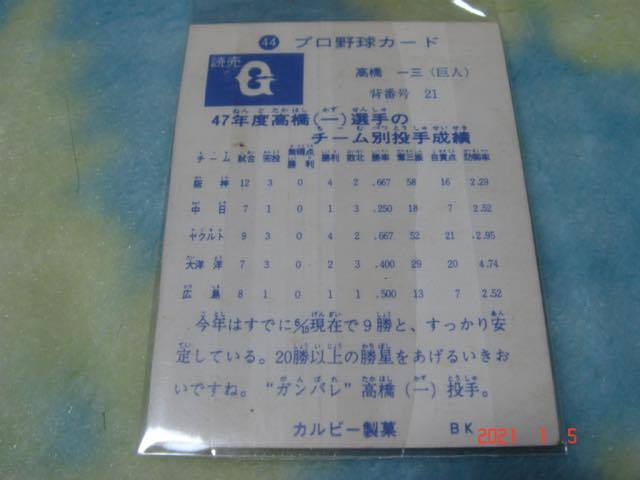 44 プロ野球カード
読売
G
高橋 一三(巨人)
背番号 21
47年度高橋(一)選手の
チーム別投手成績
チーム 試合 完投 無得点勝利 勝利 敗北 勝率 奪三振 自責点 防御率
阪神 12 3 0 4 2 .667 58 16 2.29
中日 7 1 0 1 3 .250 18 7 2.52
ヤクルト 9 3 0 4 2 .667 52 21 2.95
大洋 7 3 0 2 3 .400 29 20 4.74
広島 8 1 0 1 1 .500 13 7 2.52
今年はすでに6/15現在で9勝と、すっかり安
定している。20勝以上の勝星をあげるいきお
いですね。“ガンバレ”高橋(一)投手。
カルビー製菓 BK
2021 1 5